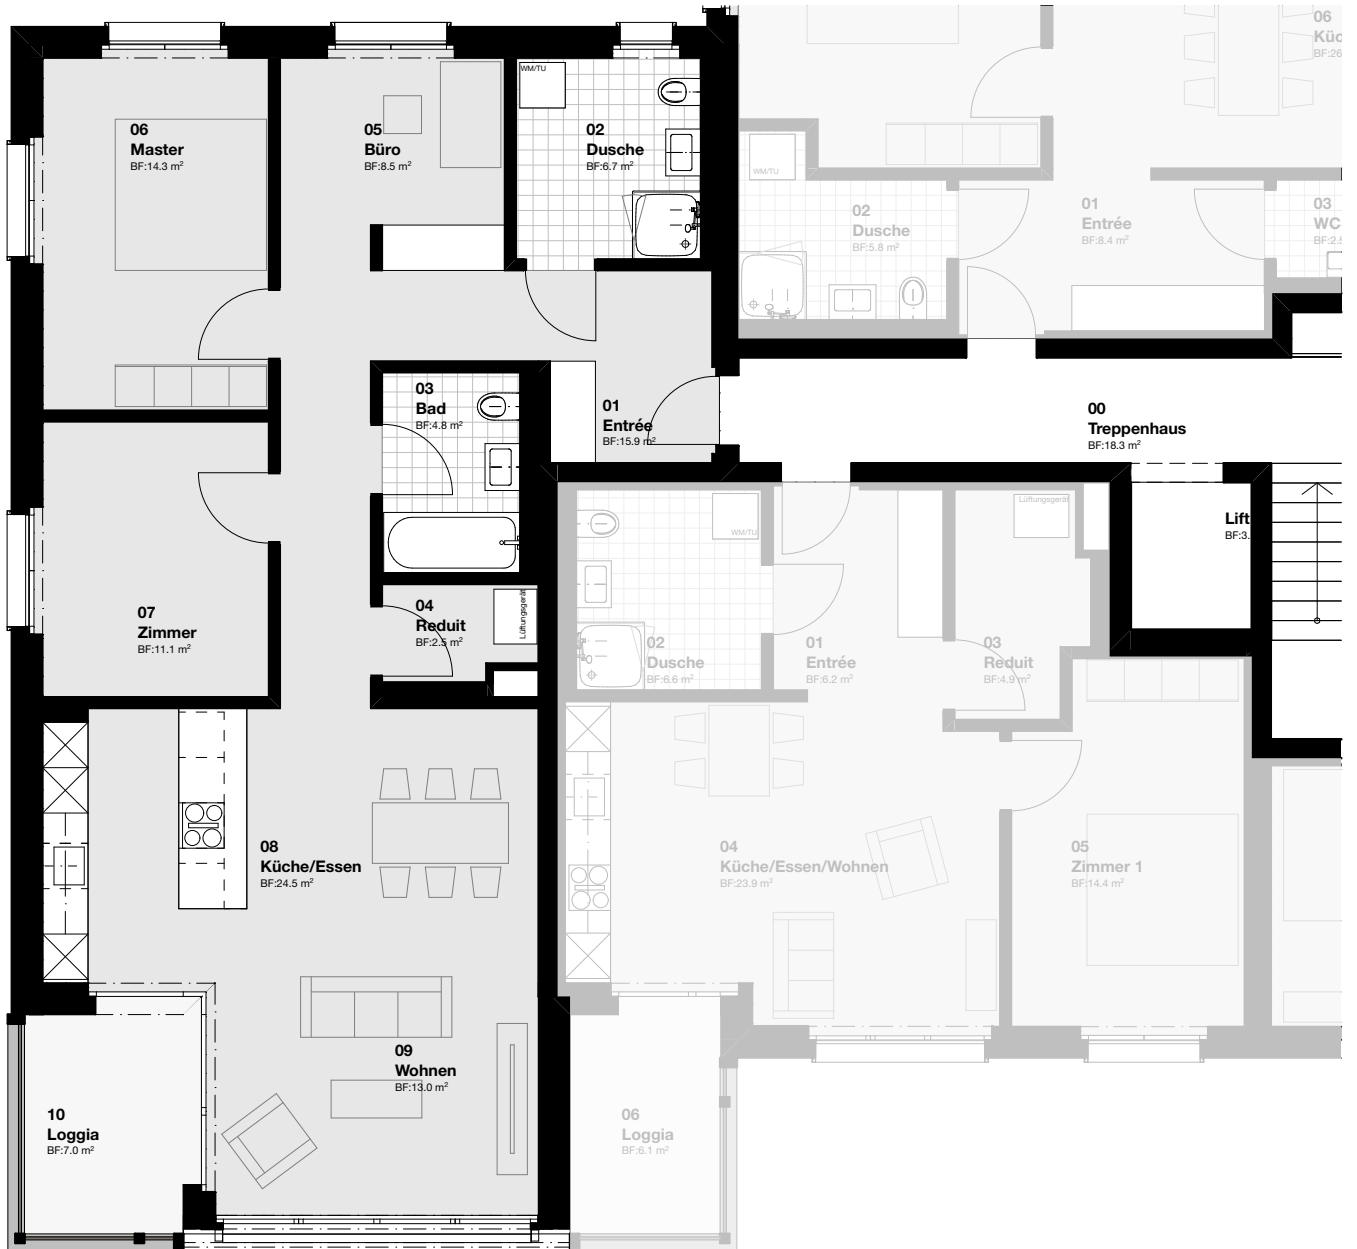 06
Master
BF:14.3 m²
05
Büro
BF:8.5 m²
WM/TU
02
Dusche
BF:6.7 m²
03
Bad
BF:4.8 m²
01
Entrée
BF:15.9 m²
04
Reduit
BF:2.5 m²
Lüftungsgerät
07
Zimmer
BF:11.1 m²
08
Küche/Essen
BF:24.5 m²
09
Wohnen
BF:13.0 m²
10
Loggia
BF:7.0 m²
00
Treppenhaus
BF:18.3 m²
Lift
BF:3.
WM/TU
02
Dusche
BF:5.8 m²
01
Entrée
BF:8.4 m²
03
WC
BF:2.
06
Küc
BF:26
WM/TU
02
Dusche
BF:6.6 m²
01
Entrée
BF:6.2 m²
Lüftungsgerät
03
Reduit
BF:4.9 m²
04
Küche/Essen/Wohnen
BF:23.9 m²
05
Zimmer 1
BF:14.4 m²
06
Loggia
BF:6.1 m²